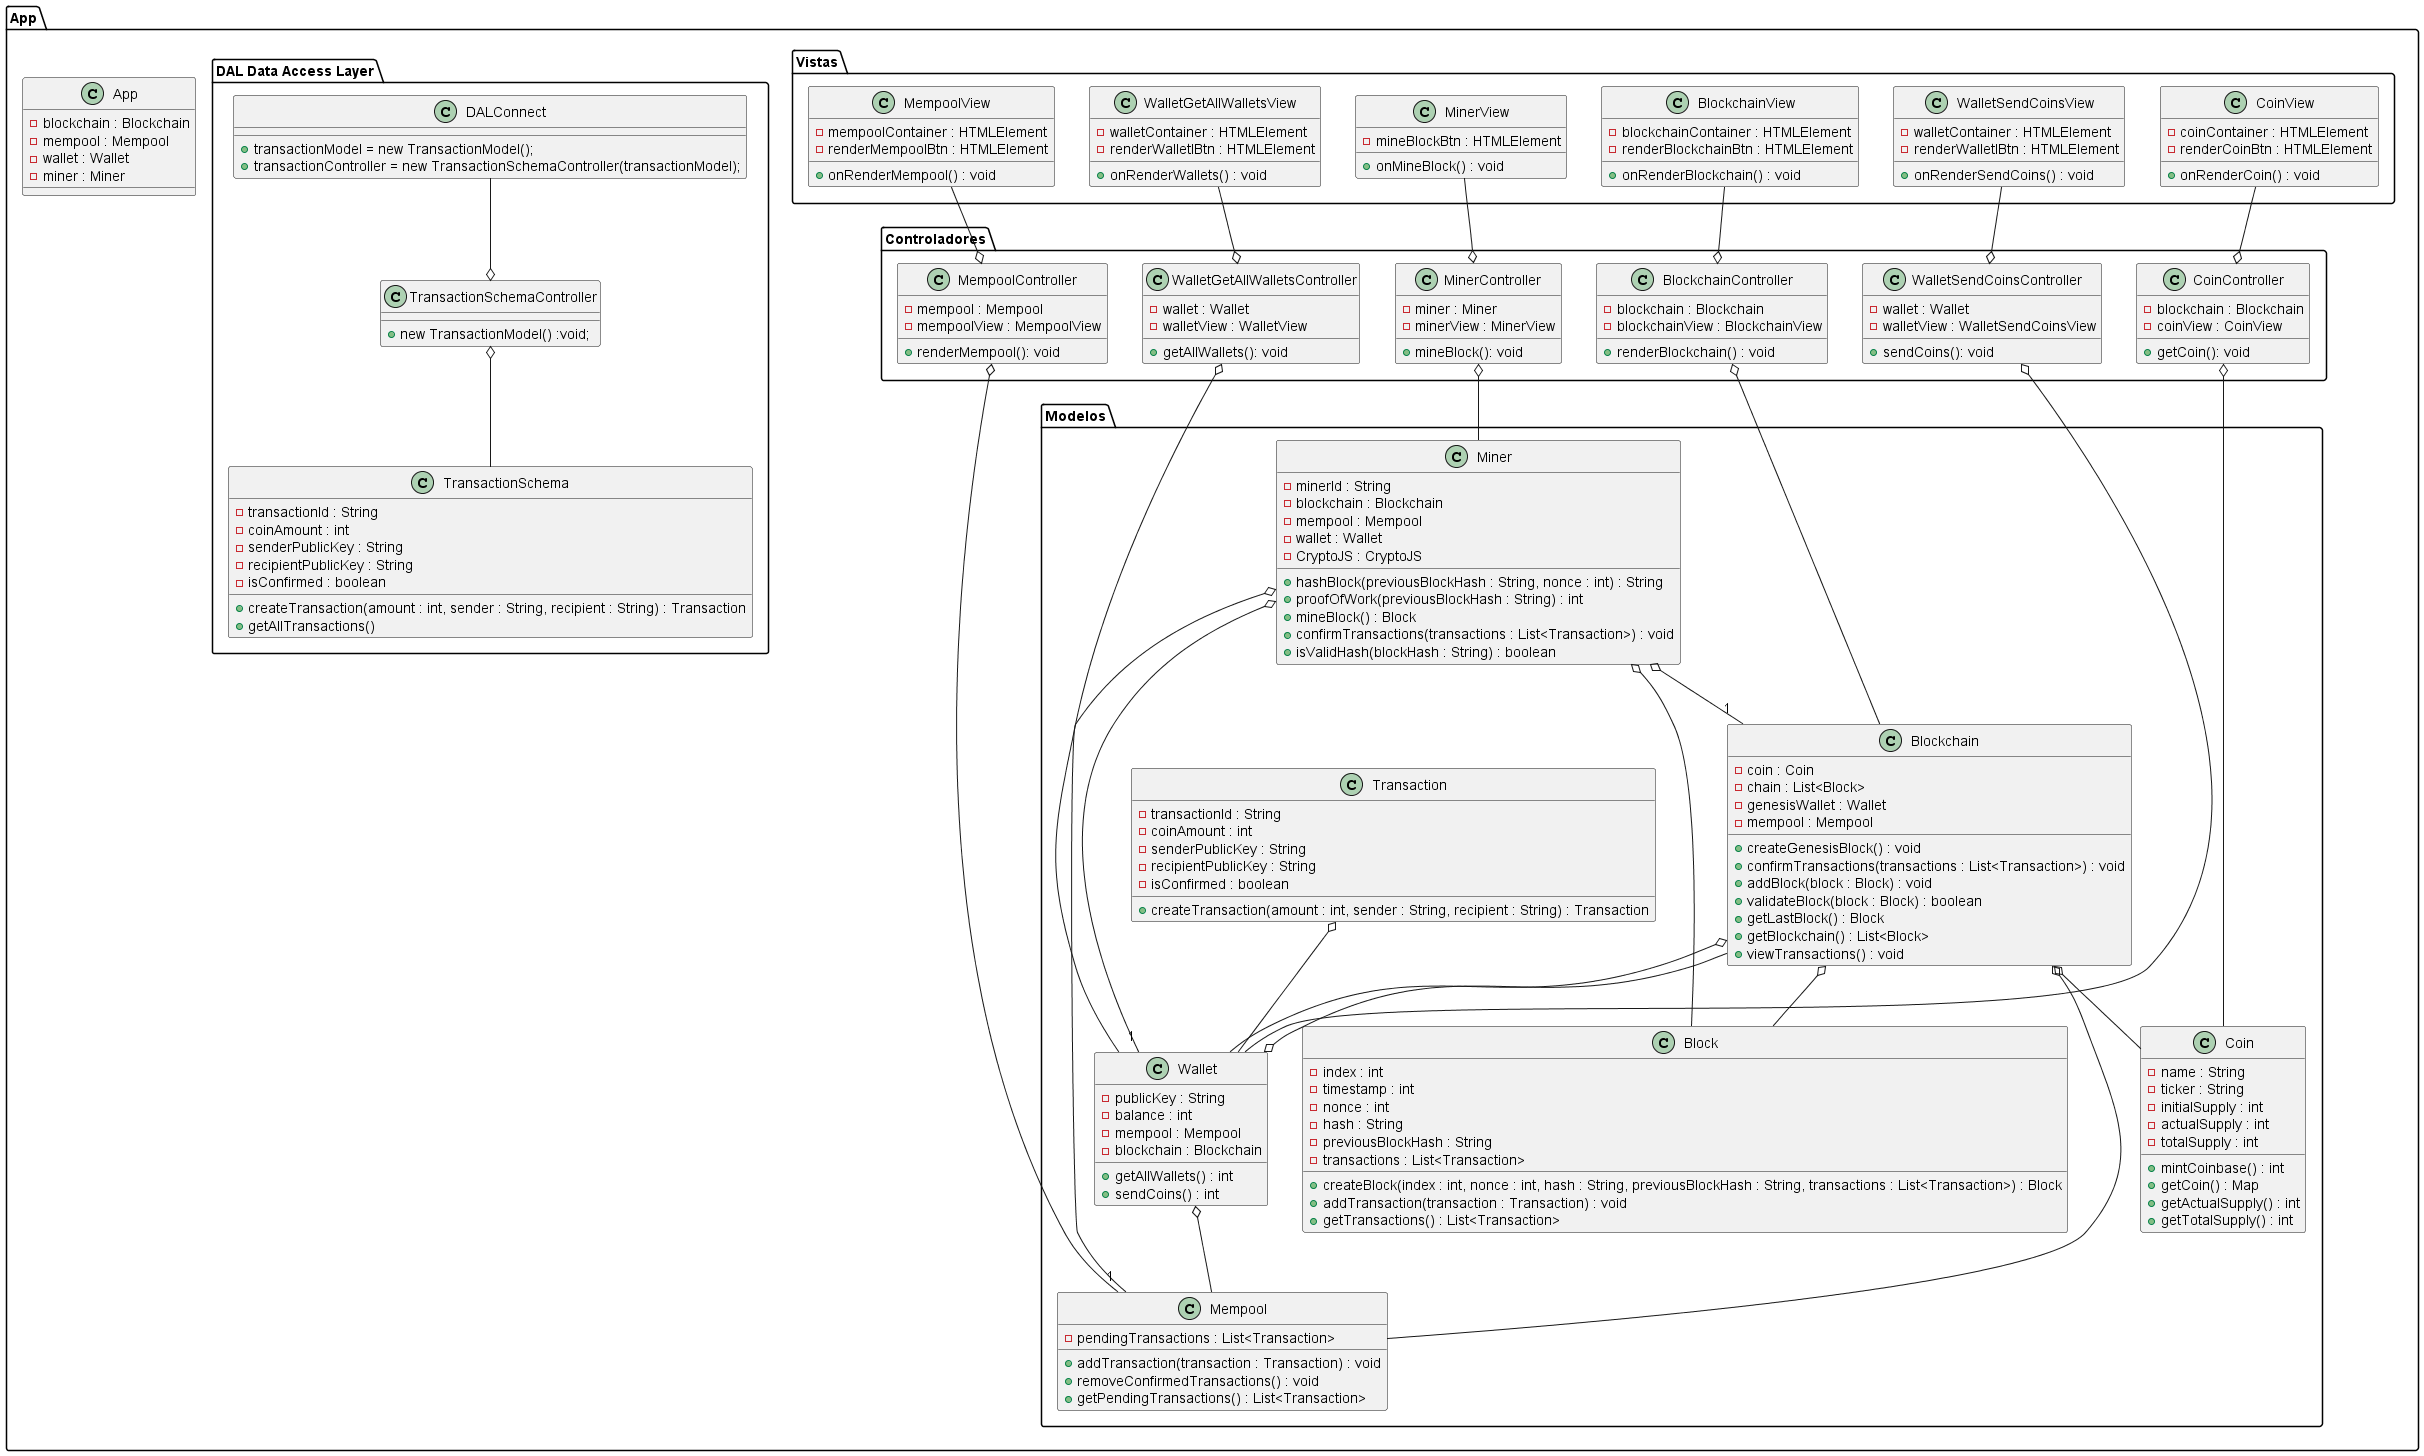 App
C App
blockchain : Blockchain
mempool : Mempool
wallet : Wallet
miner : Miner
DAL Data Access Layer
C DALConnect
transactionModel = new TransactionModel();
transactionController = new TransactionSchemaController(transactionModel);
C TransactionSchemaController
new TransactionModel() :void;
C TransactionSchema
transactionId : String
coinAmount : int
senderPublicKey : String
recipientPublicKey : String
isConfirmed : boolean
createTransaction(amount : int, sender : String, recipient : String) : Transaction
getAllTransactions()
Vistas
C MempoolView
mempoolContainer : HTMLElement
renderMempoolBtn : HTMLElement
onRenderMempool() : void
C WalletGetAllWalletsView
walletContainer : HTMLElement
renderWalletlBtn : HTMLElement
onRenderWallets() : void
C MinerView
mineBlockBtn : HTMLElement
onMineBlock() : void
C BlockchainView
blockchainContainer : HTMLElement
renderBlockchainBtn : HTMLElement
onRenderBlockchain() : void
C WalletSendCoinsView
walletContainer : HTMLElement
renderWalletlBtn : HTMLElement
onRenderSendCoins() : void
C CoinView
coinContainer : HTMLElement
renderCoinBtn : HTMLElement
onRenderCoin() : void
Controladores
C MempoolController
mempool : Mempool
mempoolView : MempoolView
renderMempool(): void
C WalletGetAllWalletsController
wallet : Wallet
walletView : WalletView
getAllWallets(): void
C MinerController
miner : Miner
minerView : MinerView
mineBlock(): void
C BlockchainController
blockchain : Blockchain
blockchainView : BlockchainView
renderBlockchain() : void
C WalletSendCoinsController
wallet : Wallet
walletView : WalletSendCoinsView
sendCoins(): void
C CoinController
blockchain : Blockchain
coinView : CoinView
getCoin(): void
Modelos
C Miner
minerId : String
blockchain : Blockchain
mempool : Mempool
wallet : Wallet
CryptoJS : CryptoJS
hashBlock(previousBlockHash : String, nonce : int) : String
proofOfWork(previousBlockHash : String) : int
mineBlock() : Block
confirmTransactions(transactions : List<Transaction>) : void
isValidHash(blockHash : String) : boolean
1
C Transaction
transactionId : String
coinAmount : int
senderPublicKey : String
recipientPublicKey : String
isConfirmed : boolean
createTransaction(amount : int, sender : String, recipient : String) : Transaction
C Blockchain
coin : Coin
chain : List<Block>
genesisWallet : Wallet
mempool : Mempool
createGenesisBlock() : void
confirmTransactions(transactions : List<Transaction>) : void
addBlock(block : Block) : void
validateBlock(block : Block) : boolean
getLastBlock() : Block
getBlockchain() : List<Block>
viewTransactions() : void
1
C Wallet
publicKey : String
balance : int
mempool : Mempool
blockchain : Blockchain
getAllWallets() : int
sendCoins() : int
C Block
index : int
timestamp : int
nonce : int
hash : String
previousBlockHash : String
transactions : List<Transaction>
createBlock(index : int, nonce : int, hash : String, previousBlockHash : String, transactions : List<Transaction>) : Block
addTransaction(transaction : Transaction) : void
getTransactions() : List<Transaction>
C Coin
name : String
ticker : String
initialSupply : int
actualSupply : int
totalSupply : int
mintCoinbase() : int
getCoin() : Map
getActualSupply() : int
getTotalSupply() : int
1
C Mempool
pendingTransactions : List<Transaction>
addTransaction(transaction : Transaction) : void
removeConfirmedTransactions() : void
getPendingTransactions() : List<Transaction>